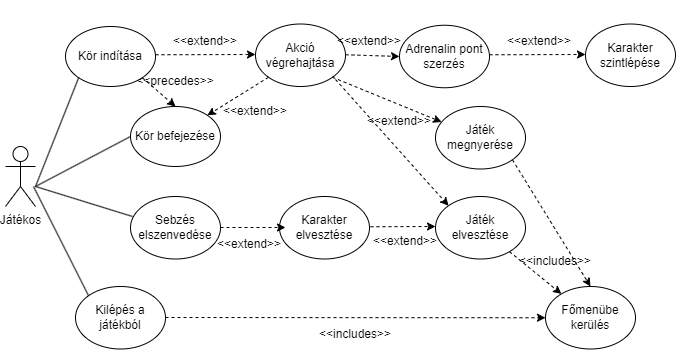 Kör indítása
<<extend>>
Akció
végrehajtása
<<extend>>
Adrenalin pont
szerzés
<<extend>>
Karakter
szintlépése
<<precedes>>
<<extend>>
Kör befejezése
<<extend>>
Játék
megnyerése
Játékos
Sebzés
elszenvedése
<<extend>>
Karakter
elvesztése
<<extend>>
Játék
elvesztése
<<includes>>
Kilépés a
játékból
<<includes>>
Főmenübe
kerülés